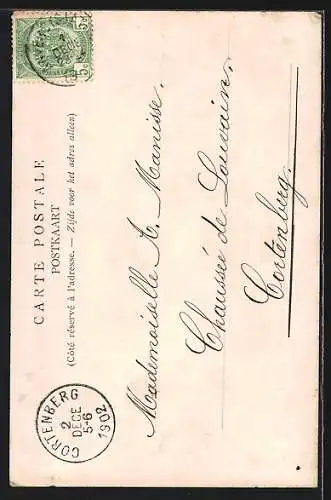 CARTE POSTALE
POSTKAART
(Côté réservé à l'adresse. — Zijde voor het adres alleen)
Mademoiselle A. Manisse.
Chaussée de Louvain.
Cortenburg.
CORTENBERG
2
DECE
5-6
1902